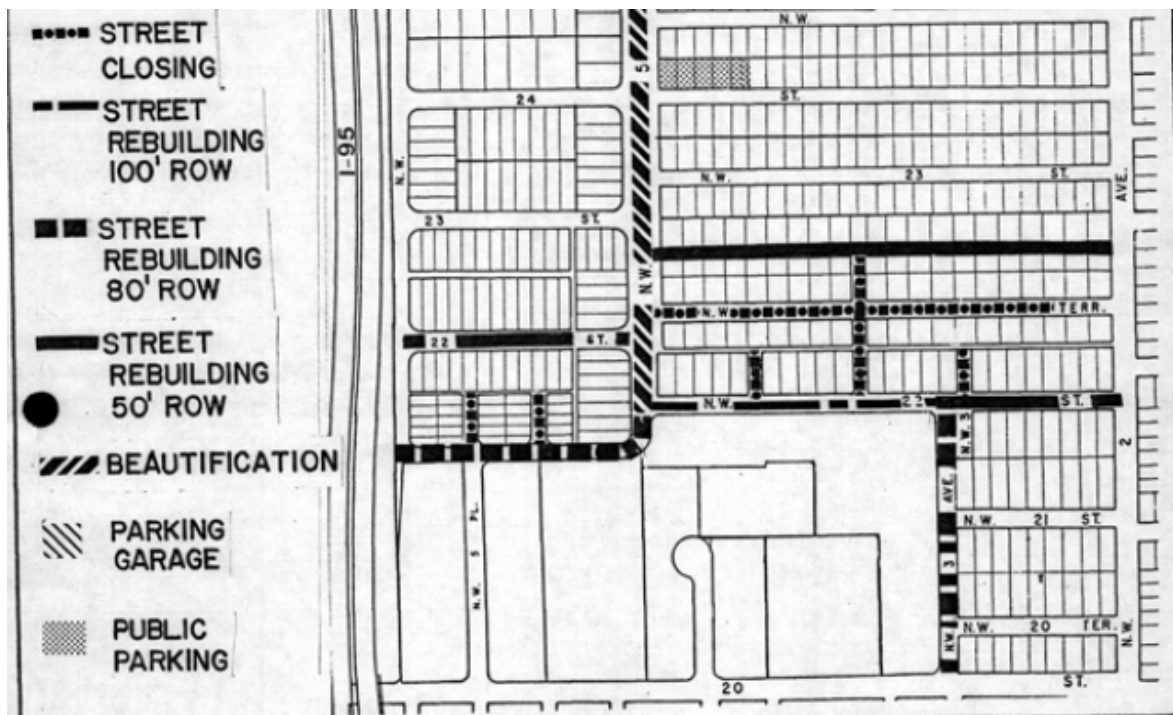 STREET
CLOSING
STREET
REBUILDING
100' ROW
STREET
REBUILDING
80' ROW
STREET
REBUILDING
50' ROW
BEAUTIFICATION
PARKING
GARAGE
PUBLIC
PARKING
I-95
N.W.
N.W. 5
ST.
24
N.W.
N.W. 23 ST.
AVE.
23 ST.
N.W. TERR.
22 ST.
N.W. 22 ST.
N.W. 3
2
AVE.
N.W. 21 ST.
N.W. 5 PL.
3
N.W. 20 TER.
N.W.
N.W.
20 ST.